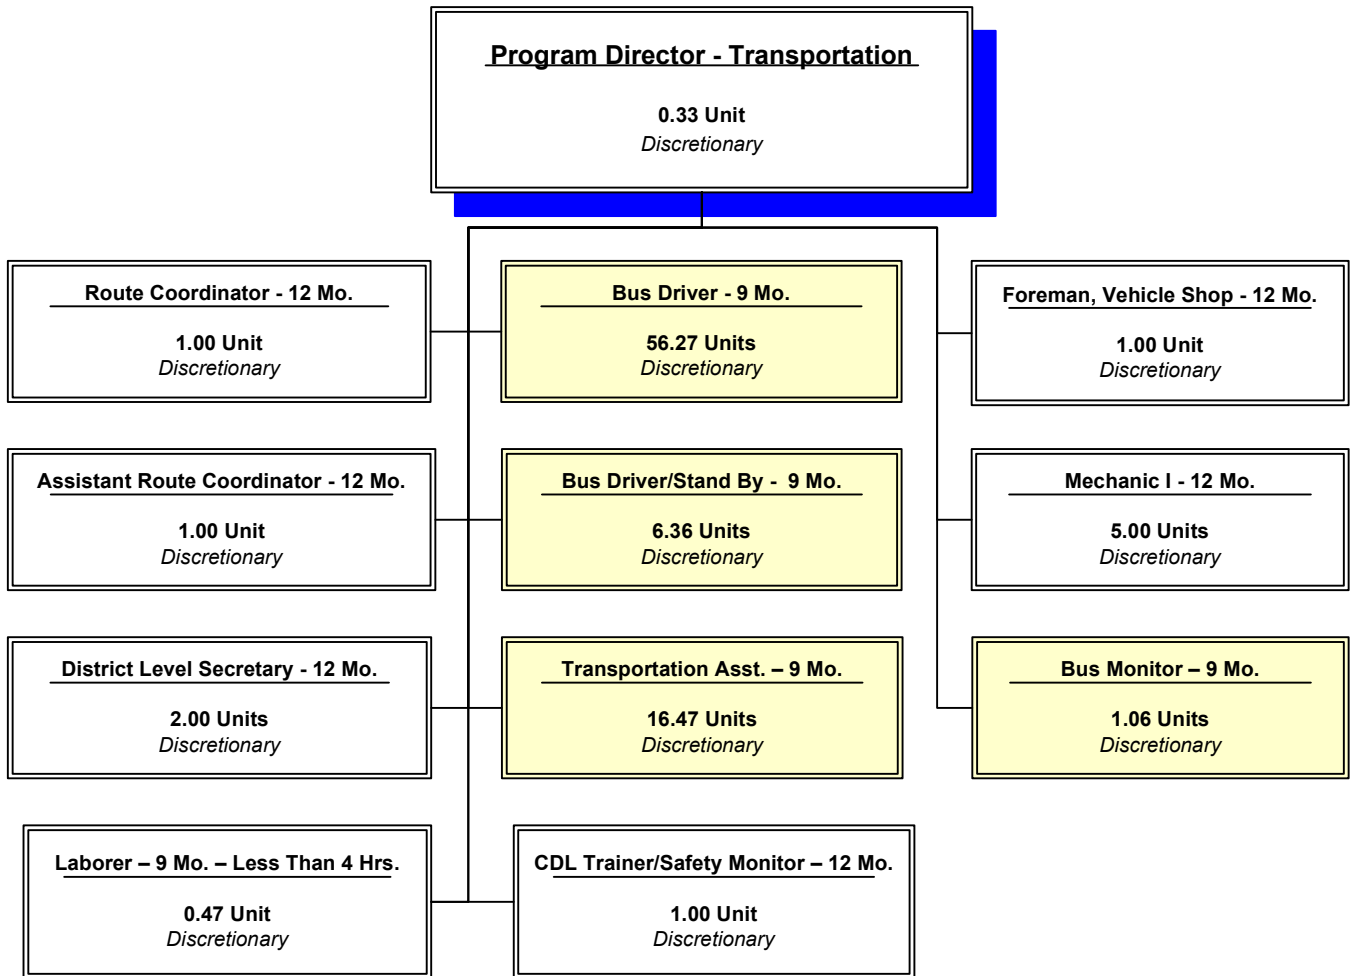 Program Director - Transportation
0.33 Unit
Discretionary
Route Coordinator - 12 Mo.
1.00 Unit
Discretionary
Bus Driver - 9 Mo.
56.27 Units
Discretionary
Foreman, Vehicle Shop - 12 Mo.
1.00 Unit
Discretionary
Assistant Route Coordinator - 12 Mo.
1.00 Unit
Discretionary
Bus Driver/Stand By - 9 Mo.
6.36 Units
Discretionary
Mechanic I - 12 Mo.
5.00 Units
Discretionary
District Level Secretary - 12 Mo.
2.00 Units
Discretionary
Transportation Asst. – 9 Mo.
16.47 Units
Discretionary
Bus Monitor – 9 Mo.
1.06 Units
Discretionary
Laborer – 9 Mo. – Less Than 4 Hrs.
0.47 Unit
Discretionary
CDL Trainer/Safety Monitor – 12 Mo.
1.00 Unit
Discretionary